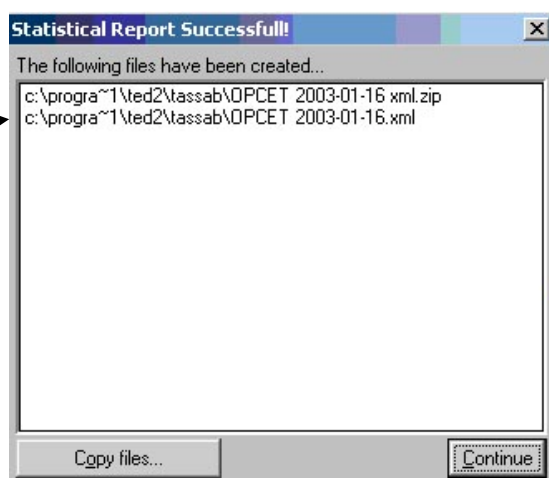 Statistical Report Successfull!
The following files have been created...
c:\progra~1\ted2\tassab\OPCET 2003-01-16 xml.zip
c:\progra~1\ted2\tassab\OPCET 2003-01-16.xml
Copy files... Continue